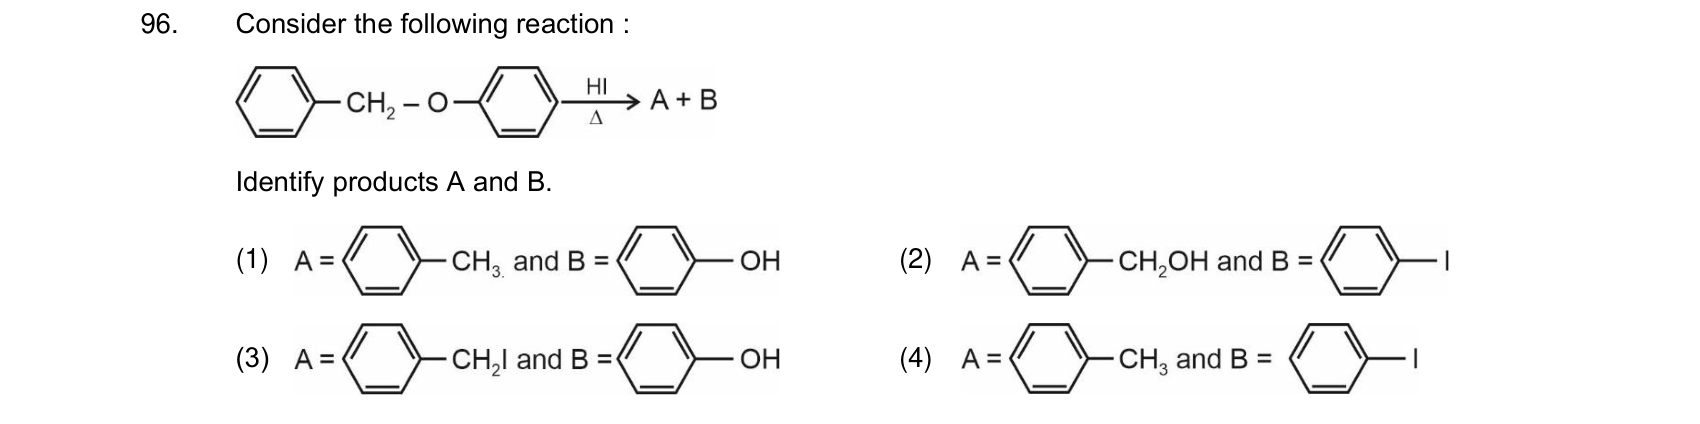 96. Consider the following reaction :
CH₂ – O HI Δ A + B
Identify products A and B.
(1) A = CH₃. and B = OH (2) A = CH₂OH and B = I
(3) A = CH₂I and B = OH (4) A = CH₃ and B = I